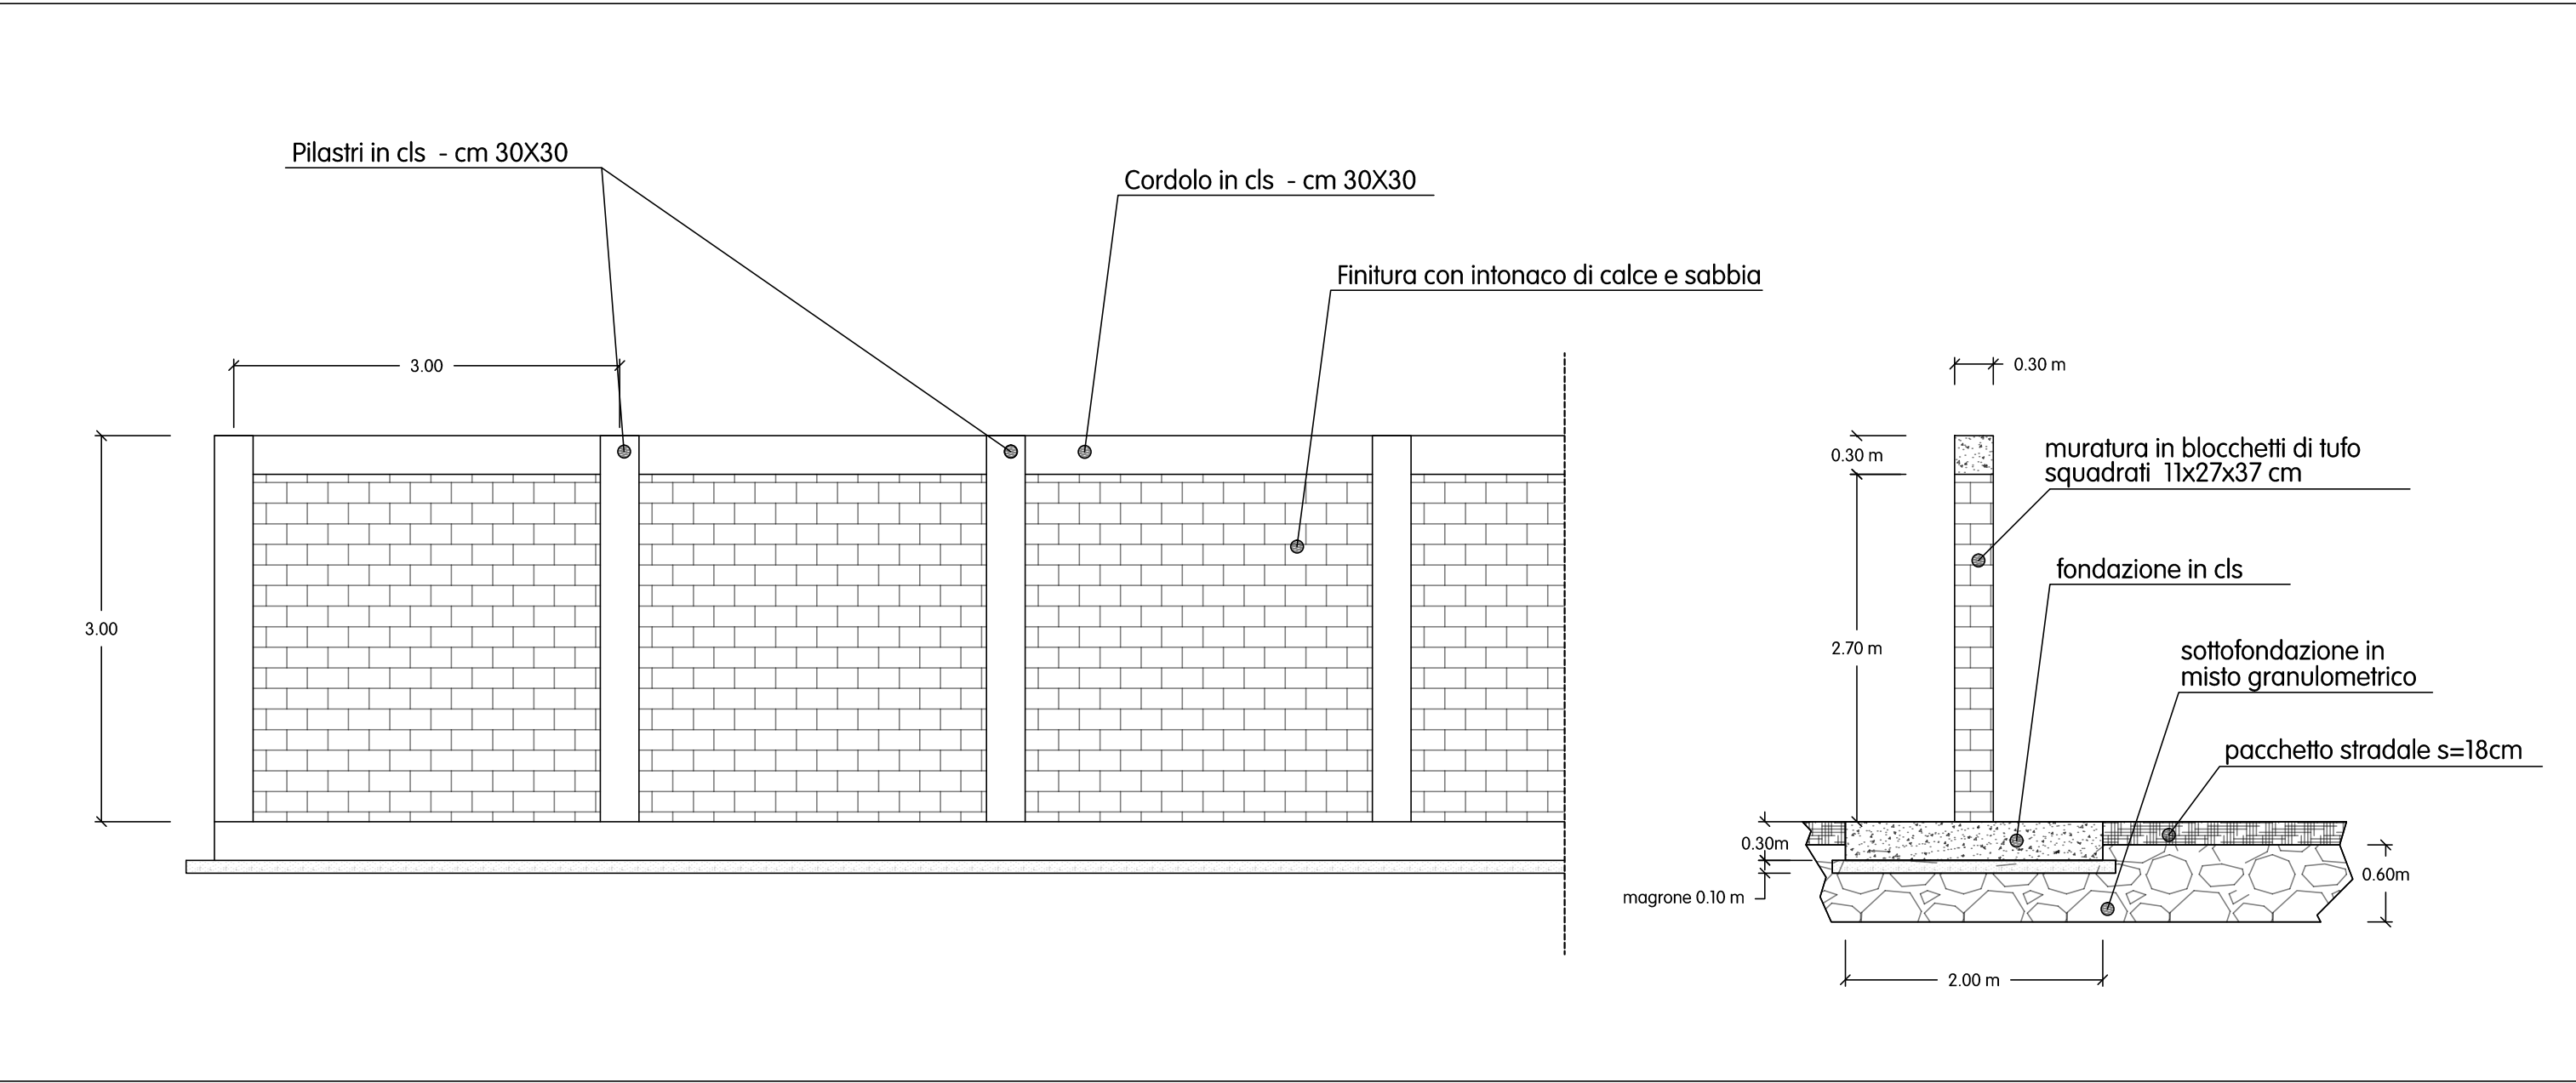 Pilastri in cls - cm 30X30
Cordolo in cls - cm 30X30
Finitura con intonaco di calce e sabbia
3.00
3.00
0.30 m
0.30 m
muratura in blocchetti di tufo
squadrati 11x27x37 cm
fondazione in cls
2.70 m
sottofondazione in
misto granulometrico
pacchetto stradale s=18cm
0.30m
0.60m
magrone 0.10 m
2.00 m